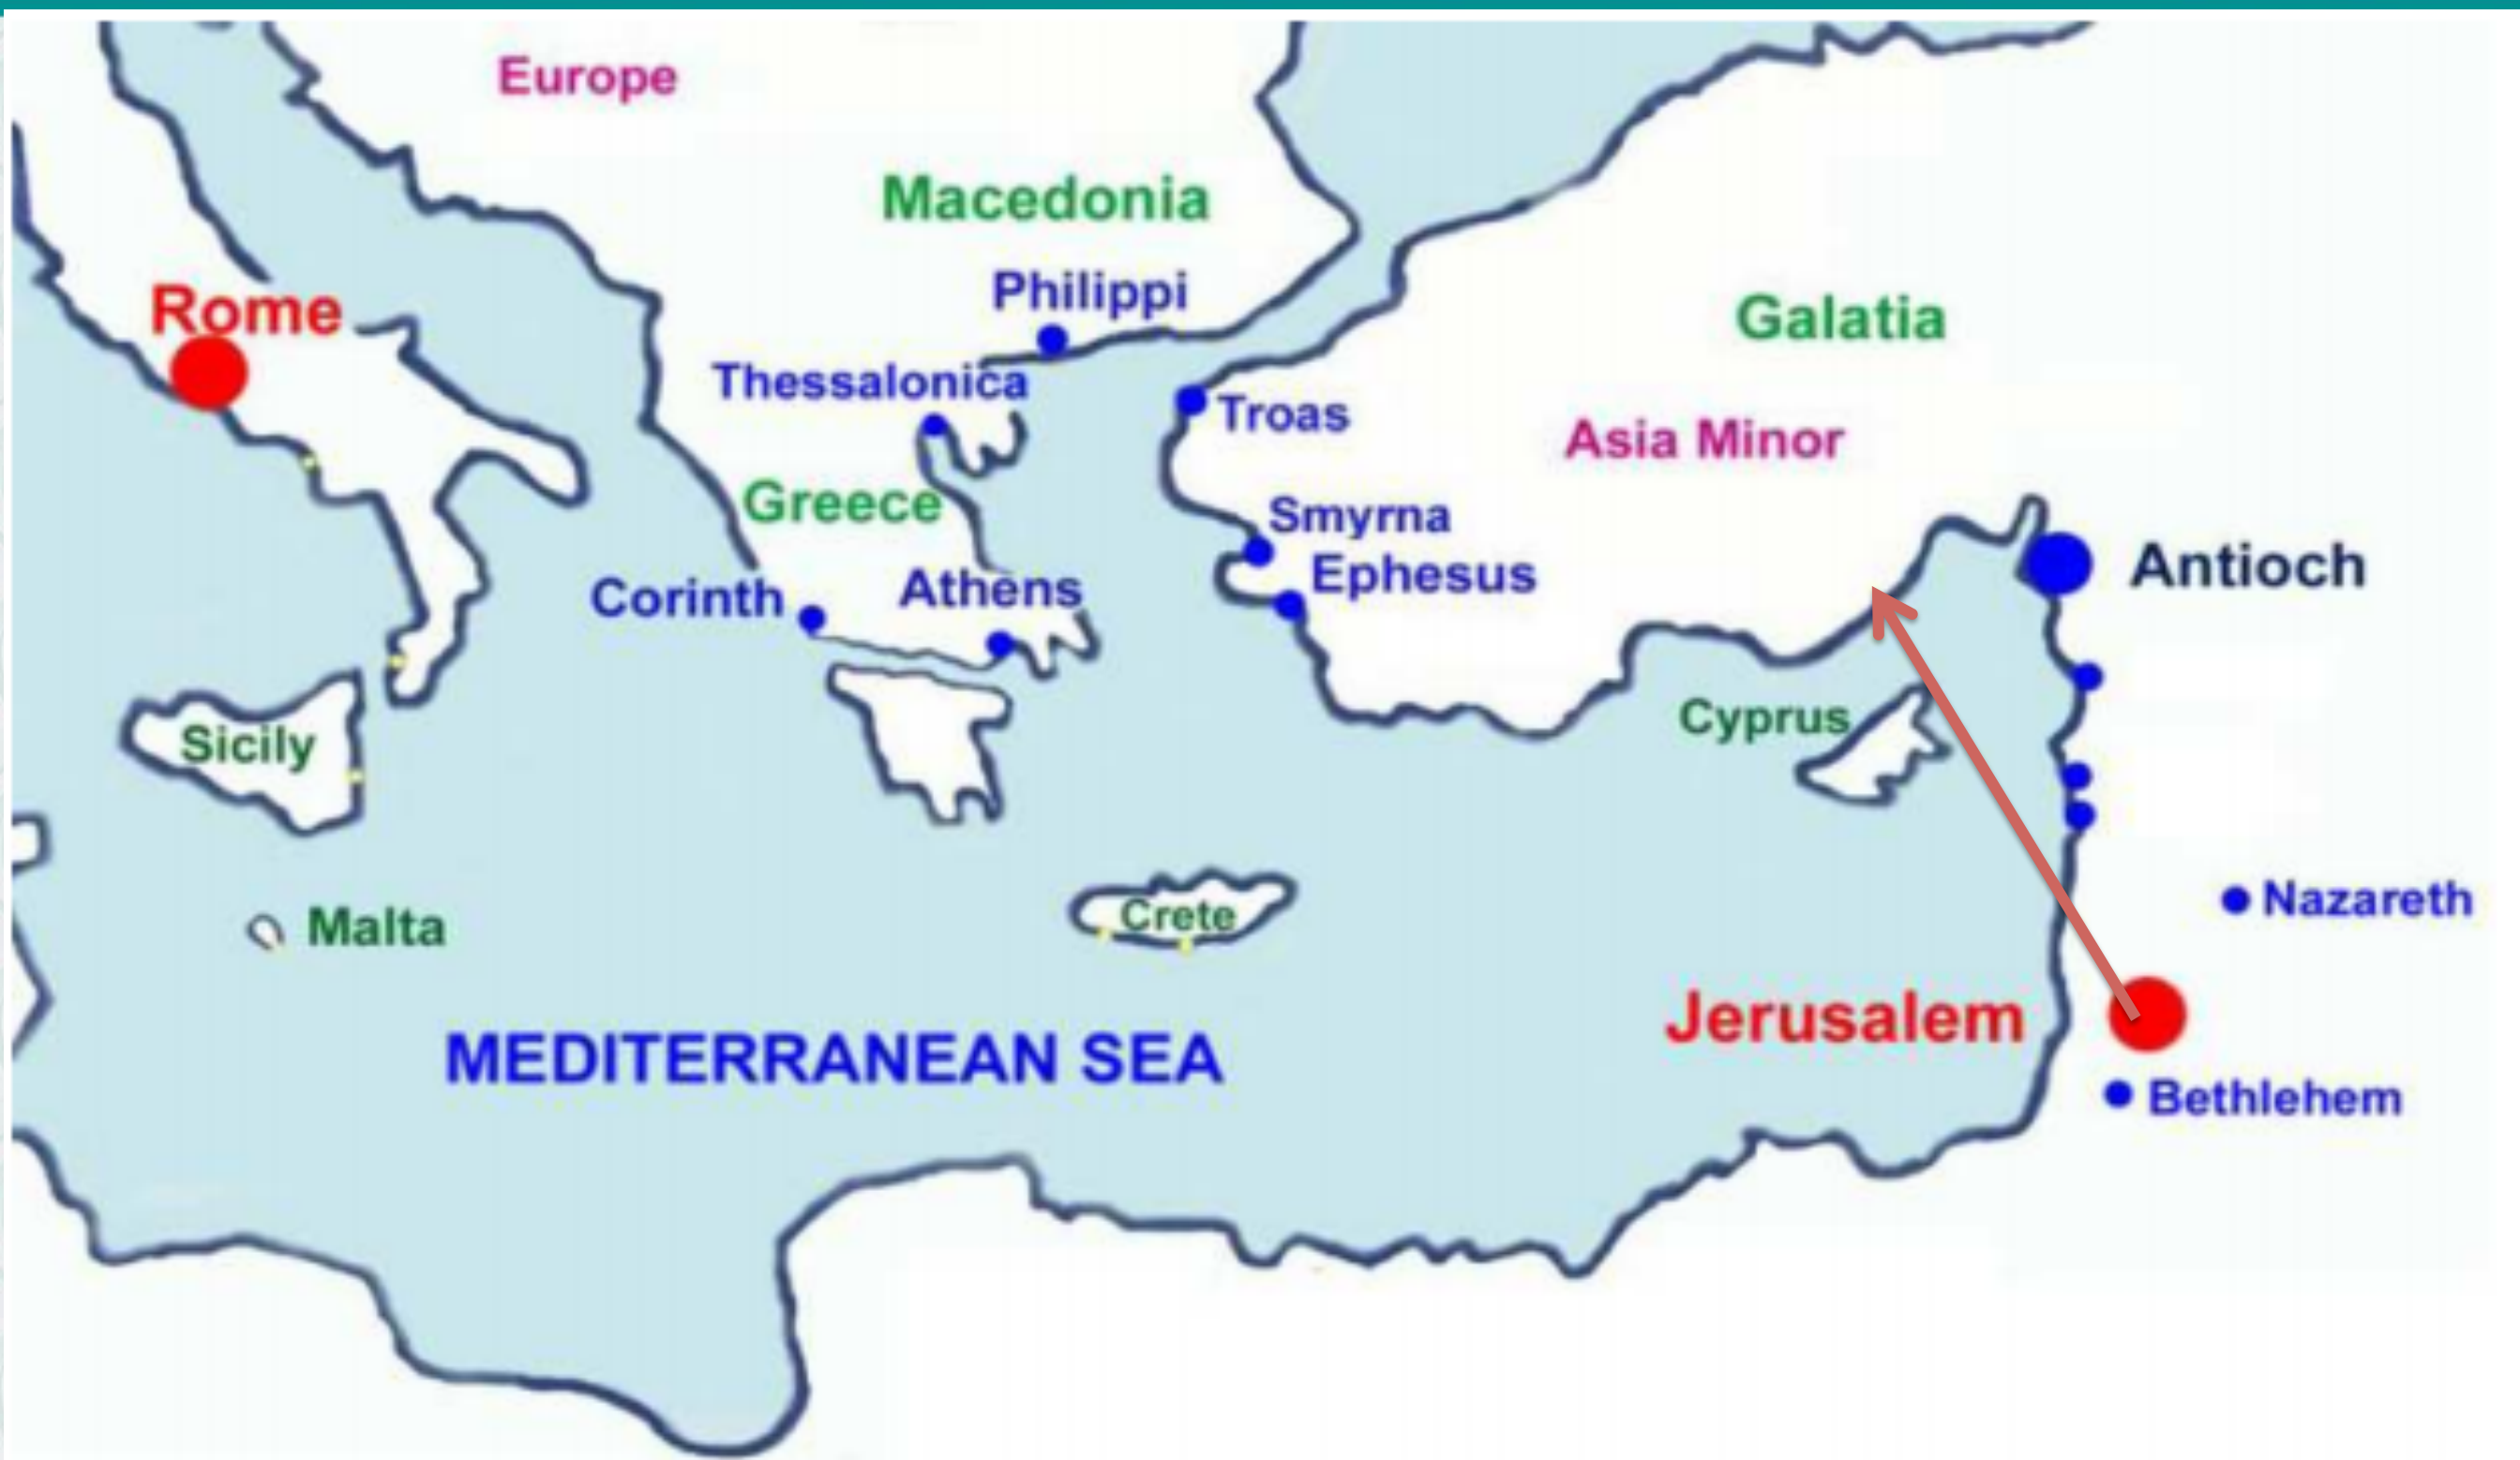 Europe
Macedonia
Philippi
Rome
Galatia
Thessalonica
Troas
Asia Minor
Greece
Smyrna
Antioch
Ephesus
Corinth
Athens
Cyprus
Sicily
Nazareth
Crete
Malta
Jerusalem
MEDITERRANEAN SEA
Bethlehem